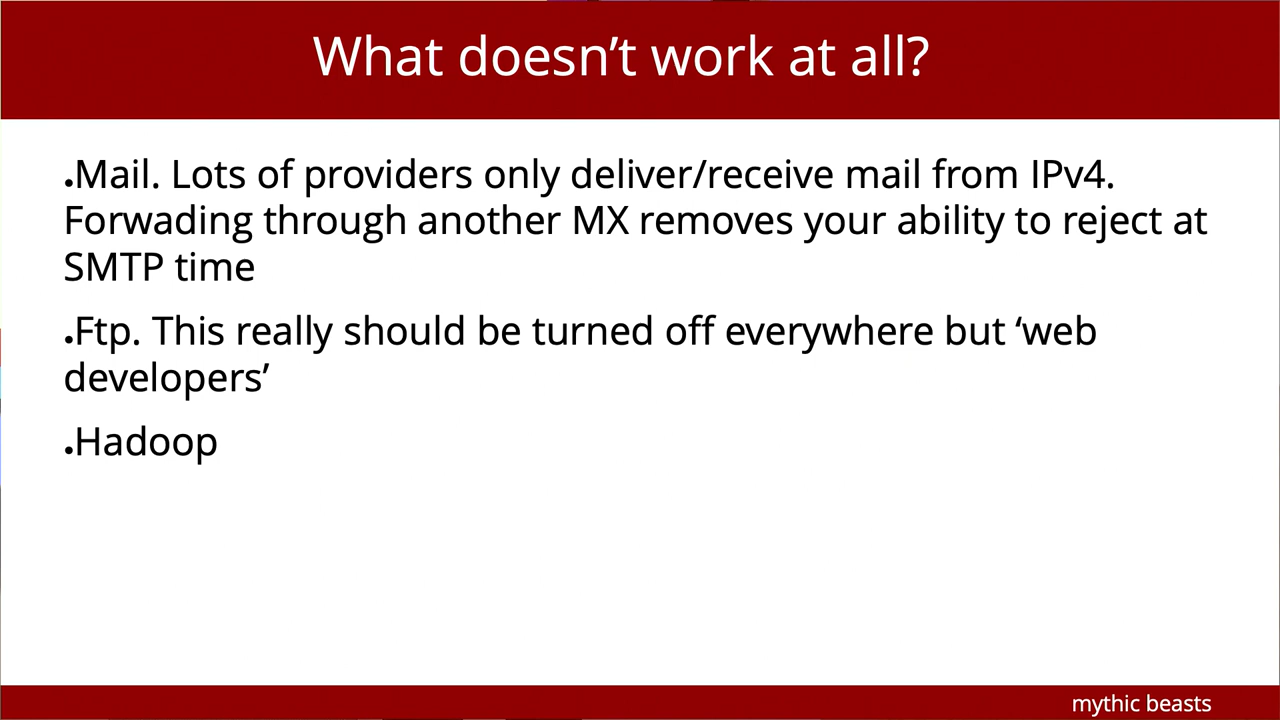 What doesn’t work at all?
•Mail. Lots of providers only deliver/receive mail from IPv4.
Forwading through another MX removes your ability to reject at
SMTP time
•Ftp. This really should be turned off everywhere but ‘web
developers’
•Hadoop
mythic beasts